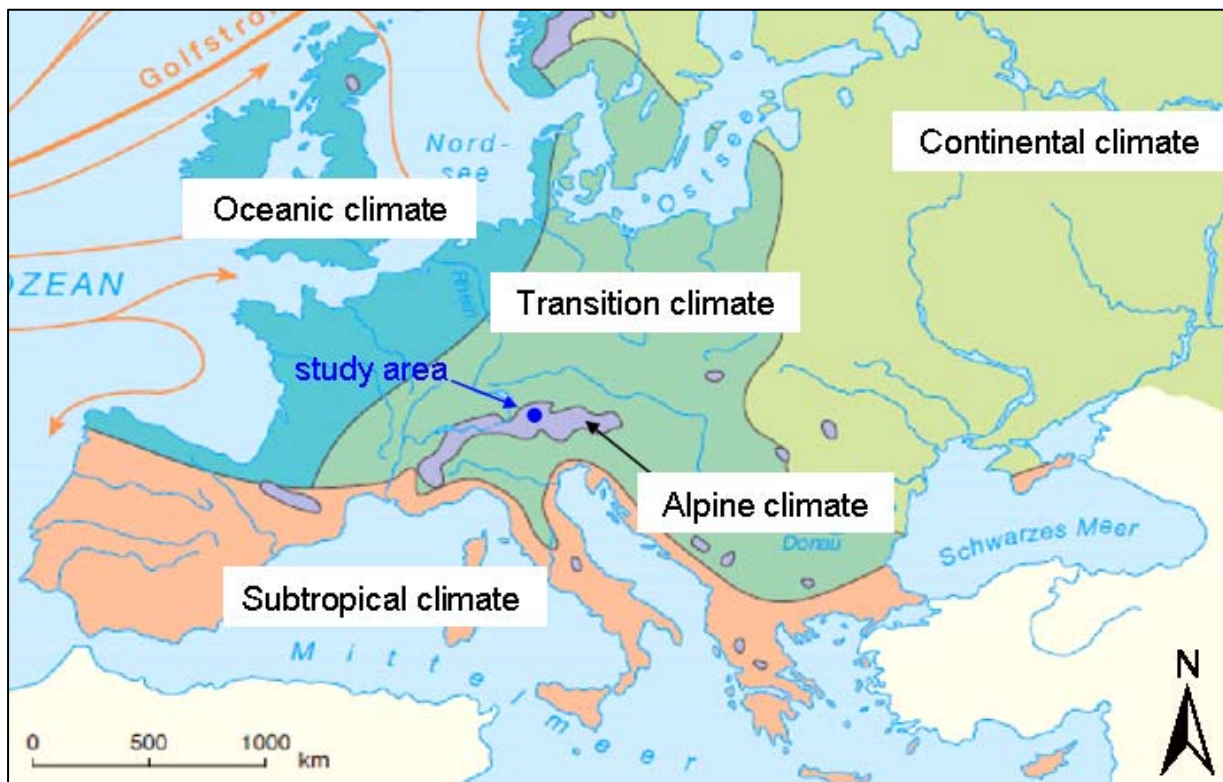 Golfstrom
Nord-
see
Continental climate
Oceanic climate
Ostsee
OZEAN
Rhein
Transition climate
study area
Alpine climate
Donau
Schwarzes Meer
Subtropical climate
Mittelmeer
N
0 500 1000
km